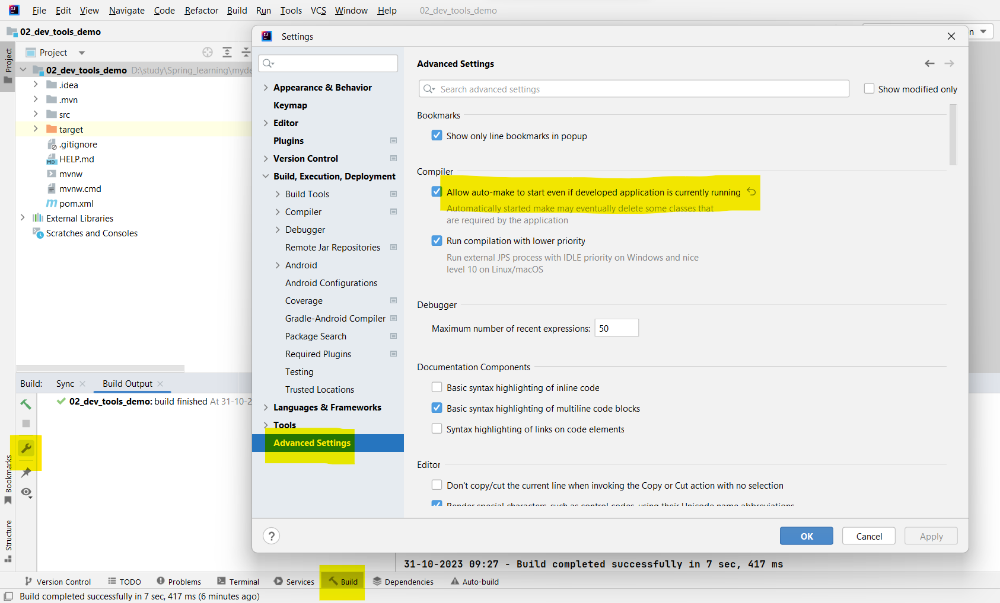 File Edit View Navigate Code Refactor Build Run Tools VCS Window Help 02_dev_tools_demo
02_dev_tools_demo
Project
Project
02_dev_tools_demo D:\study\Spring_learning\myde
.idea
.mvn
src
target
.gitignore
HELP.md
mvnw
mvnw.cmd
pom.xml
External Libraries
Scratches and Consoles
Settings
Appearance & Behavior
Keymap
Editor
Plugins
Version Control
Build, Execution, Deployment
Build Tools
Compiler
Debugger
Remote Jar Repositories
Android
Android Configurations
Coverage
Gradle-Android Compiler
Package Search
Required Plugins
Testing
Trusted Locations
Languages & Frameworks
Tools
Advanced Settings
Advanced Settings
Search advanced settings
Show modified only
Bookmarks
Show only line bookmarks in popup
Compiler
Allow auto-make to start even if developed application is currently running
Automatically started make may eventually delete some classes that
are required by the application
Run compilation with lower priority
Run external JPS process with IDLE priority on Windows and nice
level 10 on Linux/macOS
Debugger
Maximum number of recent expressions: 50
Documentation Components
Basic syntax highlighting of inline code
Basic syntax highlighting of multiline code blocks
Syntax highlighting of links on code elements
Editor
Don't copy/cut the current line when invoking the Copy or Cut action with no selection
Render special characters, such as control codes, using their Unicode name abbreviations
? OK Cancel Apply
Build: Sync Build Output
02_dev_tools_demo: build finished At 31-10-2
Bookmarks
Structure
31-10-2023 09:27 - Build completed successfully in 7 sec, 417 ms
Version Control TODO Problems Terminal Services Build Dependencies Auto-build
Build completed successfully in 7 sec, 417 ms (6 minutes ago)